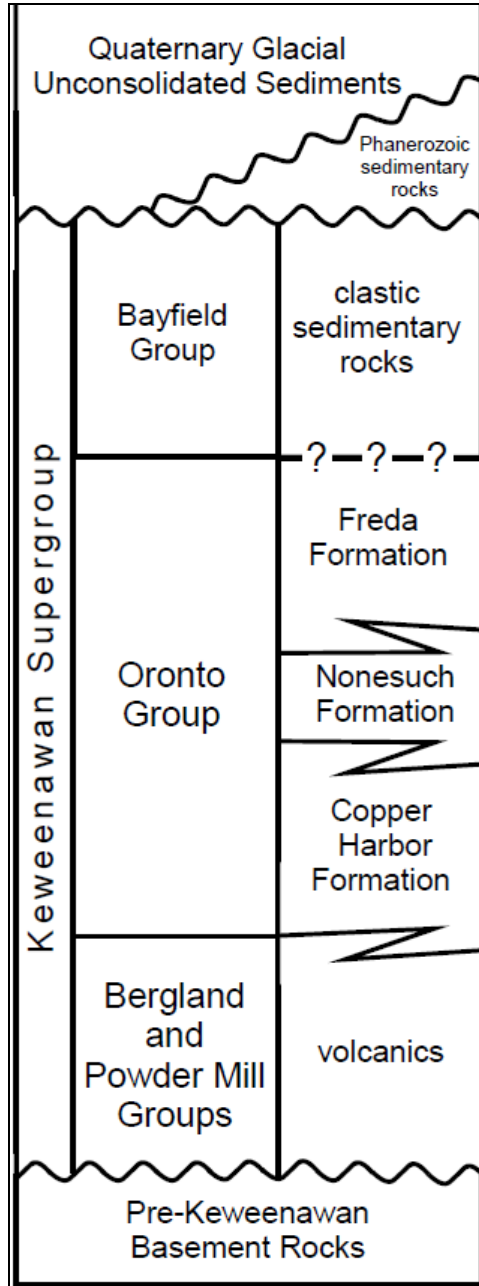 Quaternary Glacial
Unconsolidated Sediments
Phanerozoic
sedimentary
rocks
Keweenawan Supergroup
Bayfield
Group
clastic
sedimentary
rocks
? ? ?
Oronto
Group
Freda
Formation
Nonesuch
Formation
Copper
Harbor
Formation
Bergland
and
Powder Mill
Groups
volcanics
Pre-Keweenawan
Basement Rocks